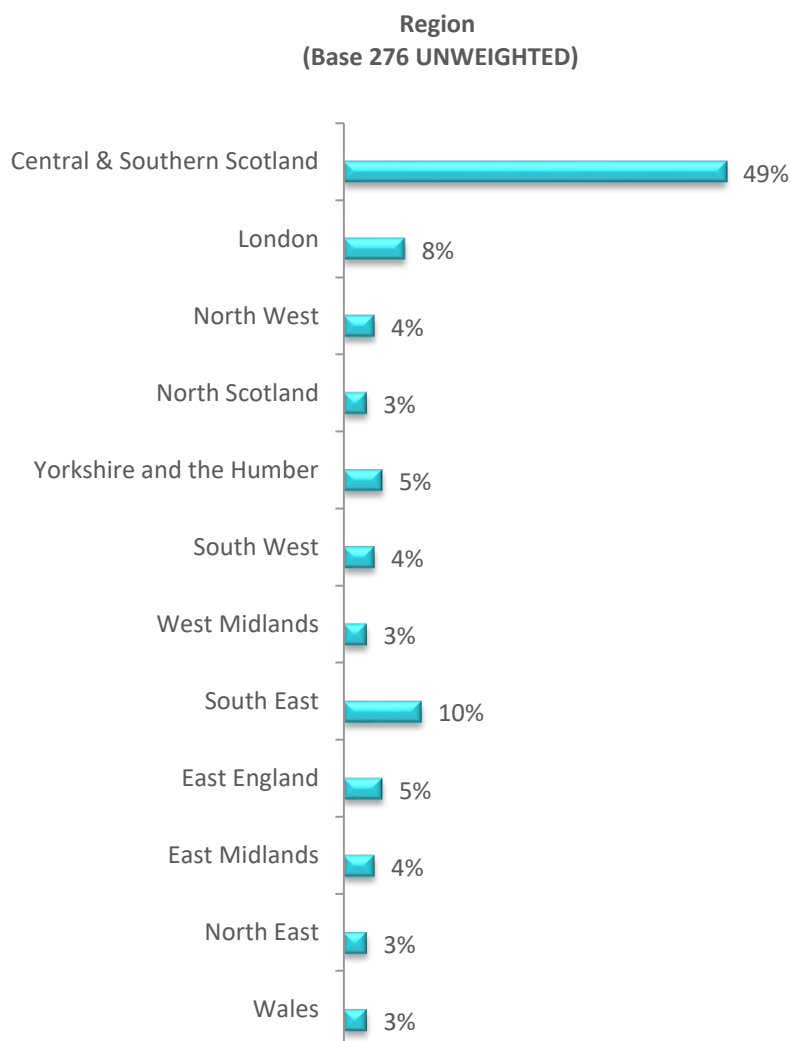 Region
(Base 276 UNWEIGHTED)
Central & Southern Scotland 49%
London 8%
North West 4%
North Scotland 3%
Yorkshire and the Humber 5%
South West 4%
West Midlands 3%
South East 10%
East England 5%
East Midlands 4%
North East 3%
Wales 3%